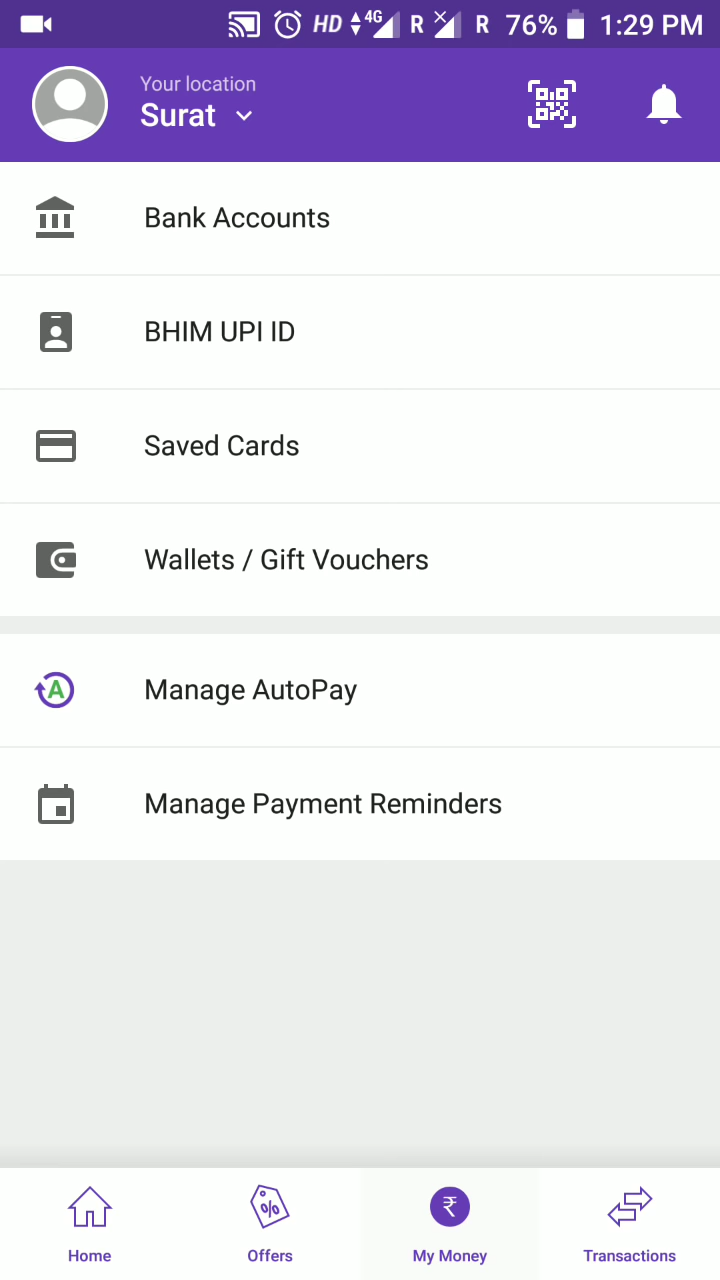 HD 4G R R 76% 1:29 PM
Your location
Surat
Bank Accounts
BHIM UPI ID
Saved Cards
Wallets / Gift Vouchers
A Manage AutoPay
Manage Payment Reminders
% ₹
Home Offers My Money Transactions